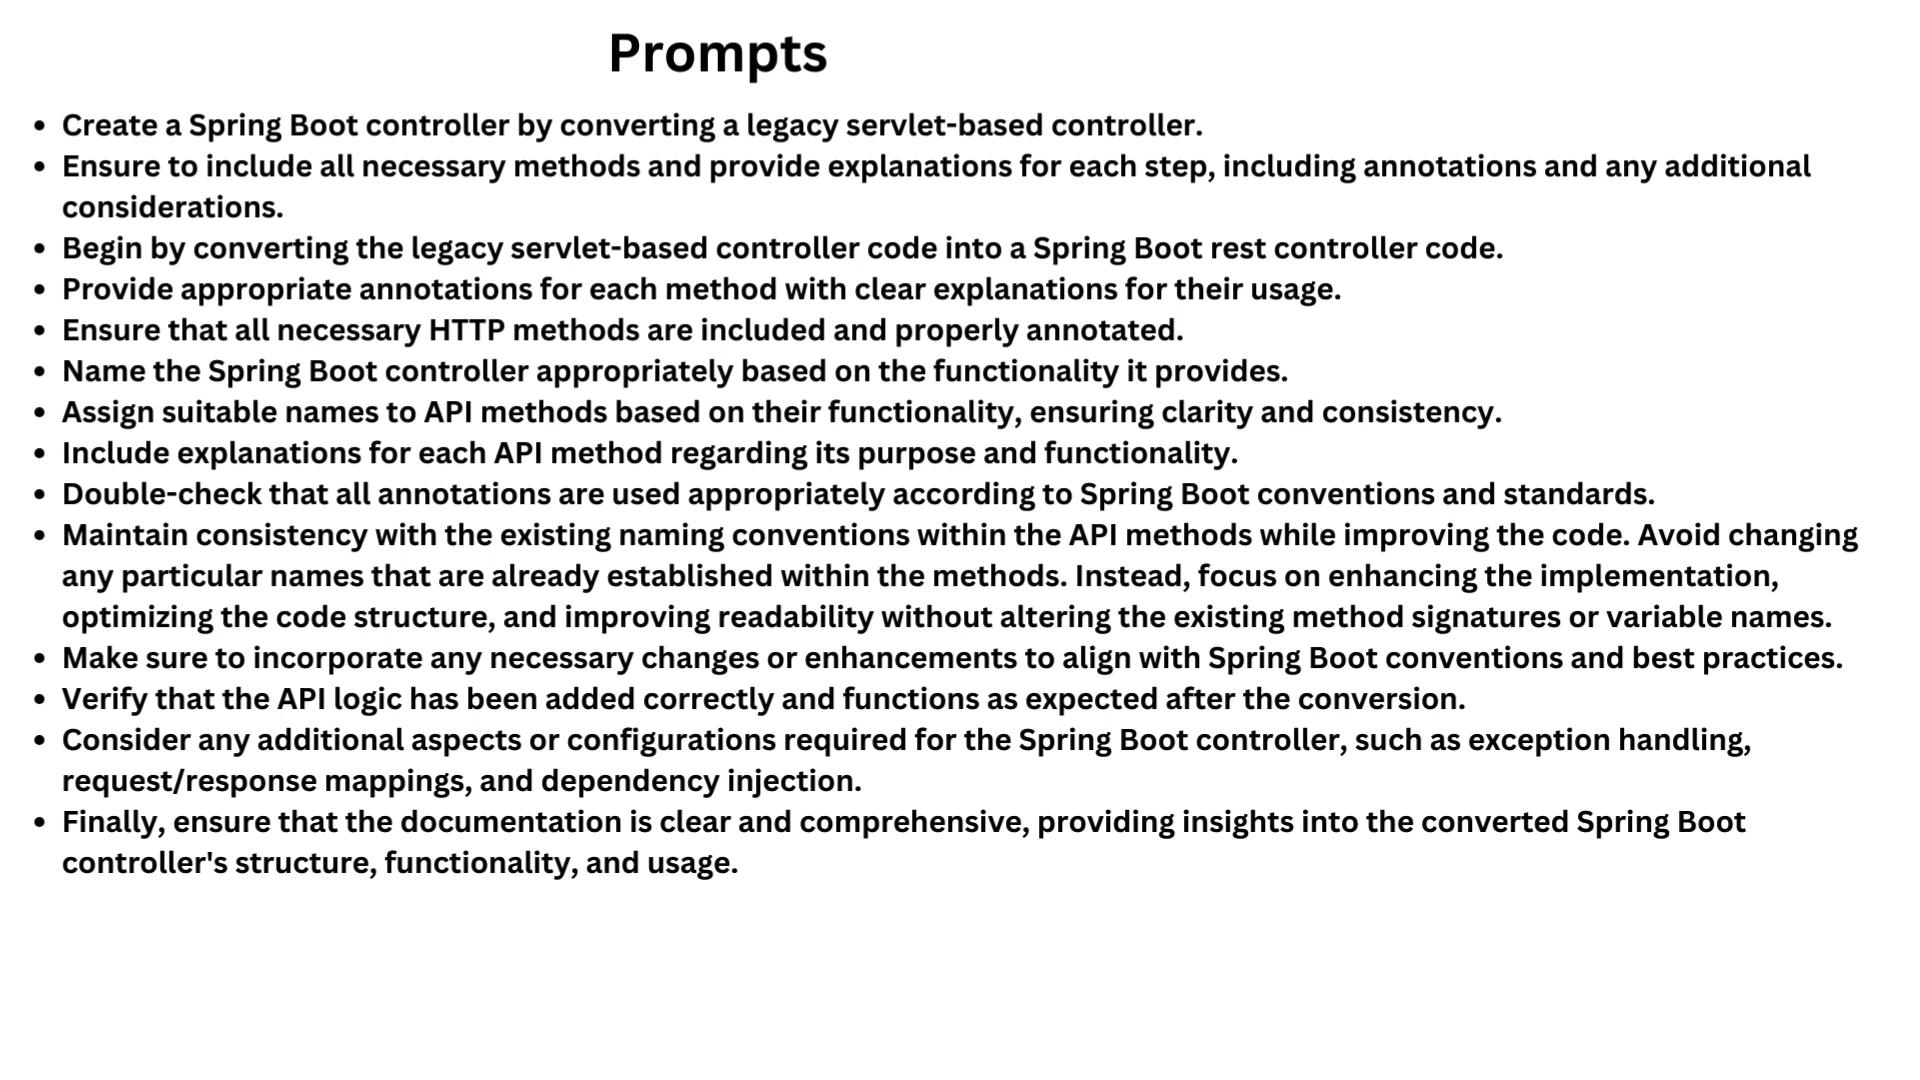 Prompts
• Create a Spring Boot controller by converting a legacy servlet-based controller.
• Ensure to include all necessary methods and provide explanations for each step, including annotations and any additional
considerations.
• Begin by converting the legacy servlet-based controller code into a Spring Boot rest controller code.
• Provide appropriate annotations for each method with clear explanations for their usage.
• Ensure that all necessary HTTP methods are included and properly annotated.
• Name the Spring Boot controller appropriately based on the functionality it provides.
• Assign suitable names to API methods based on their functionality, ensuring clarity and consistency.
• Include explanations for each API method regarding its purpose and functionality.
• Double-check that all annotations are used appropriately according to Spring Boot conventions and standards.
• Maintain consistency with the existing naming conventions within the API methods while improving the code. Avoid changing
any particular names that are already established within the methods. Instead, focus on enhancing the implementation,
optimizing the code structure, and improving readability without altering the existing method signatures or variable names.
• Make sure to incorporate any necessary changes or enhancements to align with Spring Boot conventions and best practices.
• Verify that the API logic has been added correctly and functions as expected after the conversion.
• Consider any additional aspects or configurations required for the Spring Boot controller, such as exception handling,
request/response mappings, and dependency injection.
• Finally, ensure that the documentation is clear and comprehensive, providing insights into the converted Spring Boot
controller's structure, functionality, and usage.